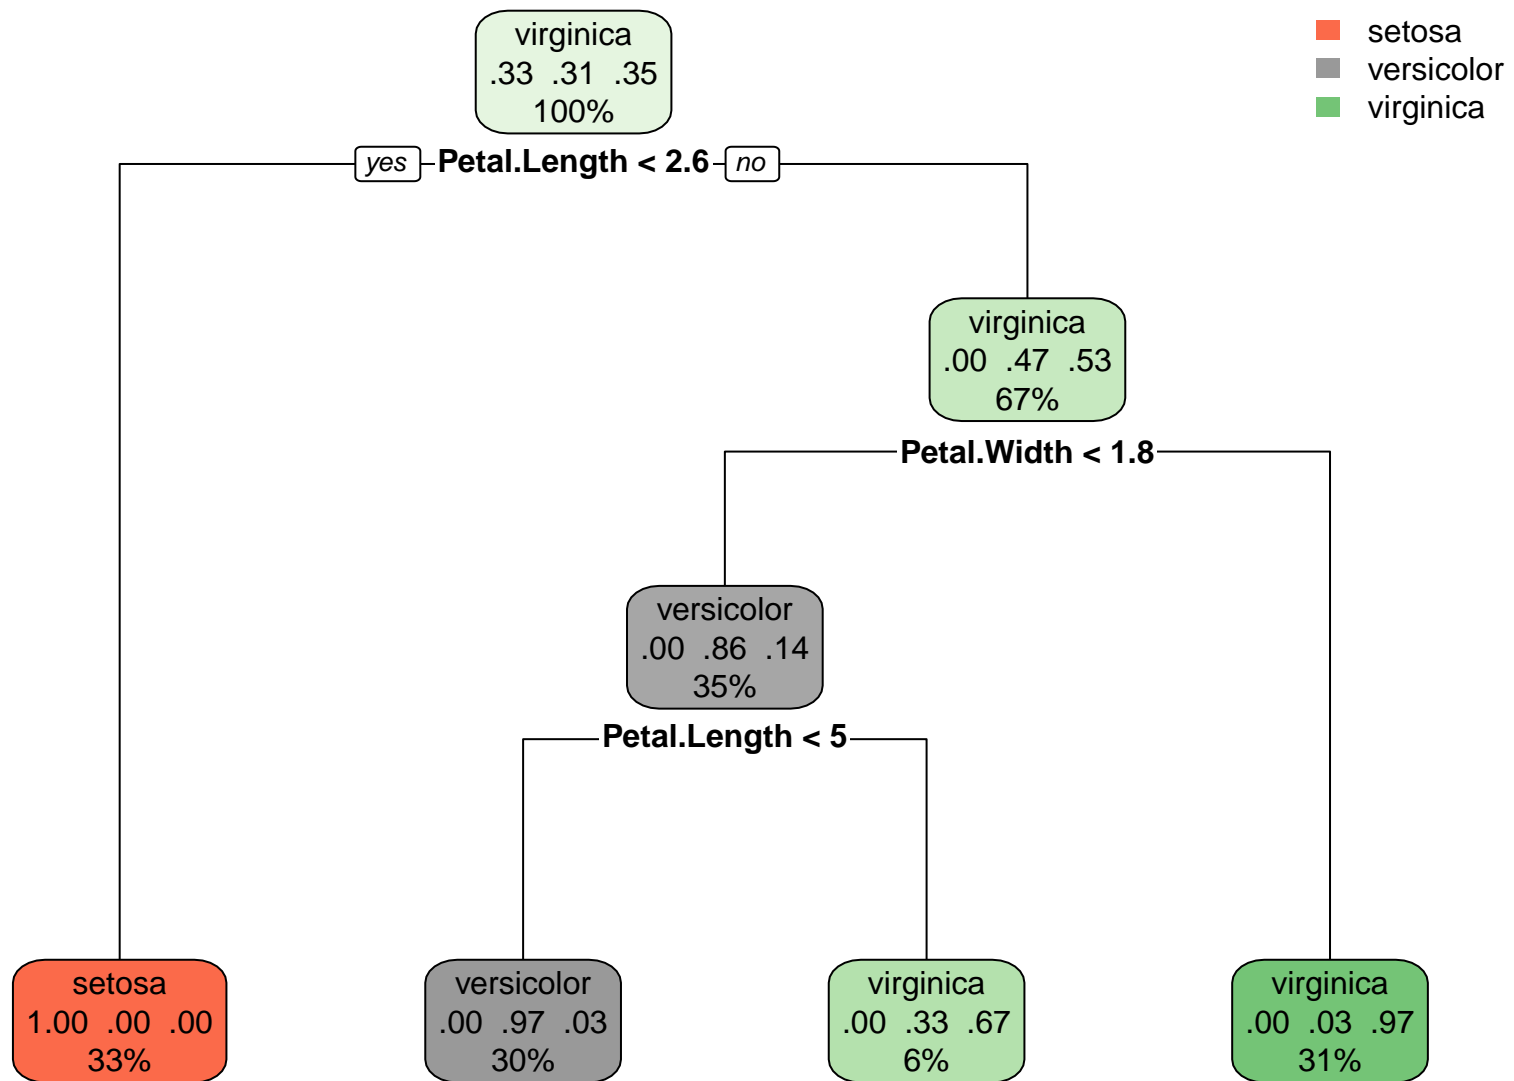 virginica
.33 .31 .35
100%
setosa
versicolor
virginica
yes Petal.Length < 2.6 no
virginica
.00 .47 .53
67%
Petal.Width < 1.8
versicolor
.00 .86 .14
35%
Petal.Length < 5
setosa
1.00 .00 .00
33%
versicolor
.00 .97 .03
30%
virginica
.00 .33 .67
6%
virginica
.00 .03 .97
31%